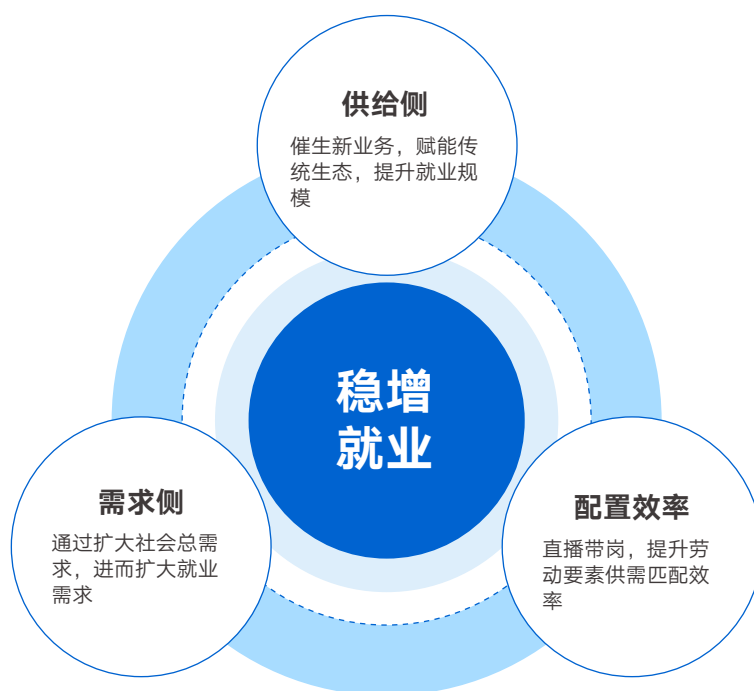 供给侧
催生新业务，赋能传
统生态，提升就业规
模
稳增
就业
需求侧
通过扩大社会总需
求，进而扩大就业
需求
配置效率
直播带岗，提升劳
动要素供需匹配效
率